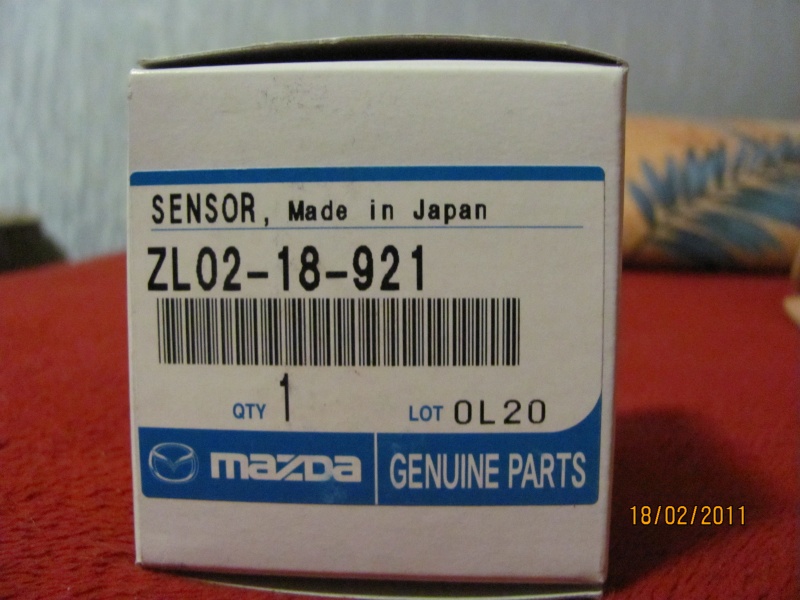 SENSOR, Made in Japan
ZL02-18-921
QTY 1 LOT 0L20
mazda GENUINE PARTS
18/02/2011